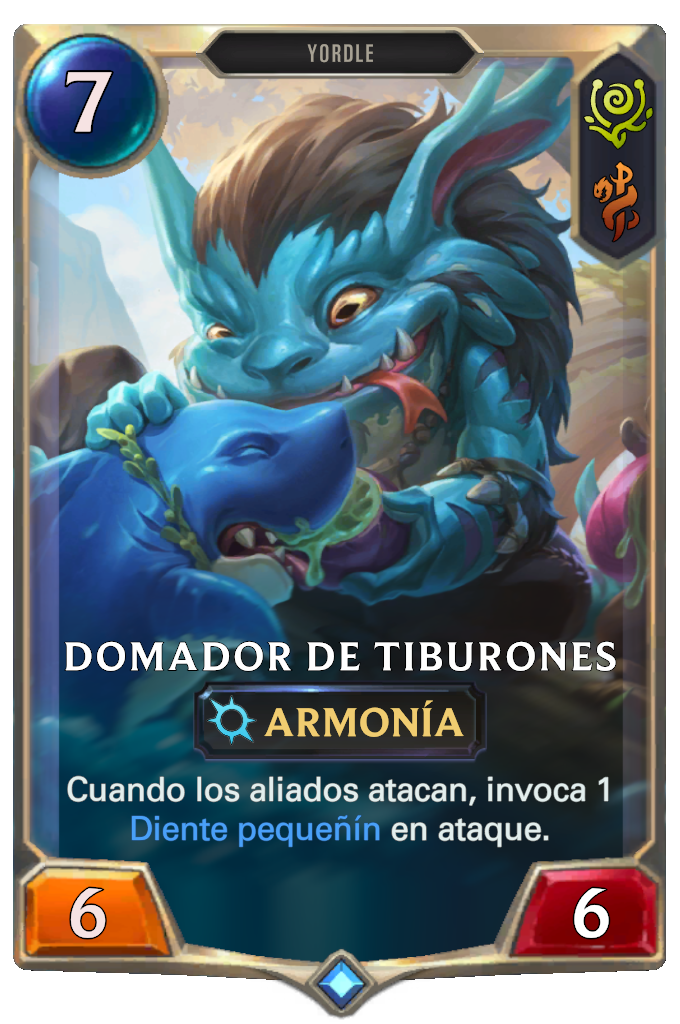 YORDLE
7
DOMADOR DE TIBURONES
ARMONÍA
Cuando los aliados atacan, invoca 1
Diente pequeñín en ataque.
6
6